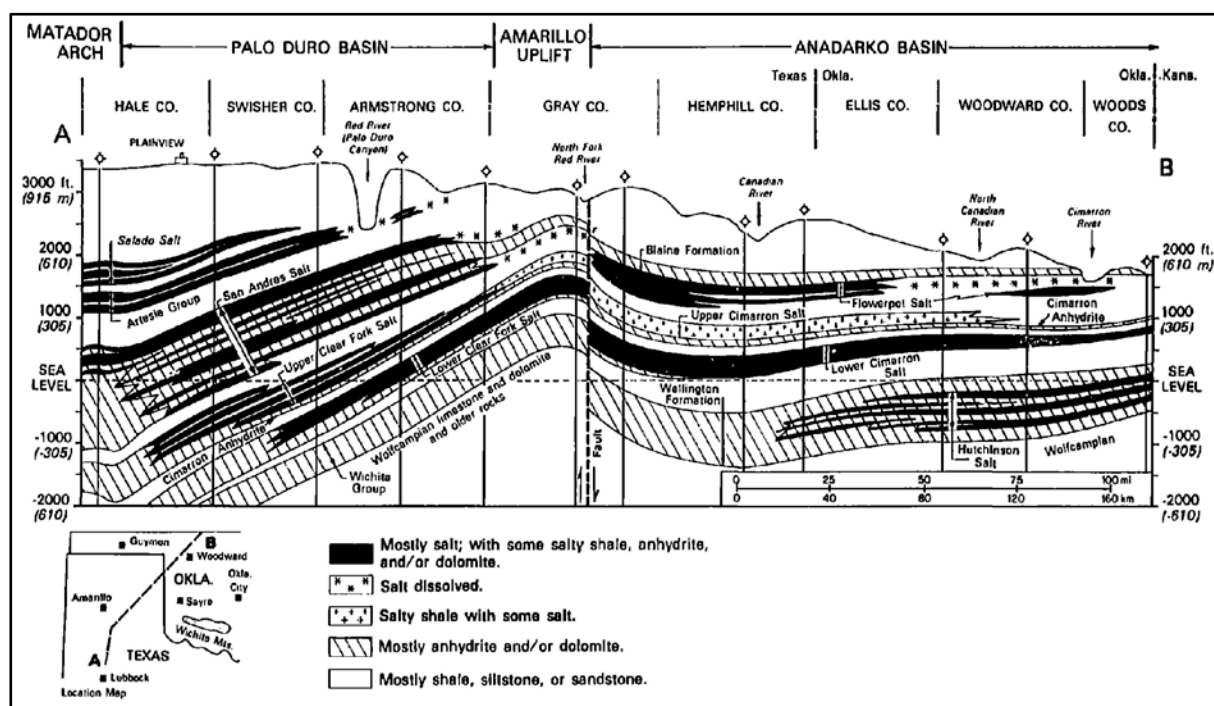 MATADOR ARCH
PALO DURO BASIN
AMARILLO UPLIFT
ANADARKO BASIN
Texas Okla.
Okla. Kans.
HALE CO.
SWISHER CO.
ARMSTRONG CO.
GRAY CO.
HEMPHILL CO.
ELLIS CO.
WOODWARD CO.
WOODS CO.
A
PLAINVIEW
Red River
(Palo Duro
Canyon)
North Fork
Red River
Canadian
River
North
Canadian
River
Cimarron
River
B
3000 ft.
(915 m)
2000
(610)
1000
(305)
SEA
LEVEL
-1000
(-305)
-2000
(610)
Salado Salt
Artesia Group
San Andres Salt
Upper Clear Fork Salt
Lower Clear Fork Salt
Cimarron Anhydrite
Wichita
Group
Wolfcampian limestone and dolomite
and older rocks
Fault
Blaine Formation
Flowerpot Salt
Upper Cimarron Salt
Cimarron
Anhydrite
Lower Cimarron
Salt
Wellington
Formation
Hutchinson
Salt
Wolfcampian
2000 ft.
(610 m)
1000
(305)
SEA
LEVEL
-1000
(-305)
-2000
(-610)
0 25 50 75 100 mi
0 40 80 120 160 km
Guymon
B
Woodward
OKLA.
Okla.
City
Amarillo
Sayre
Wichita Mts.
TEXAS
A
Lubbock
Location Map
Mostly salt; with some salty shale, anhydrite,
and/or dolomite.
Salt dissolved.
Salty shale with some salt.
Mostly anhydrite and/or dolomite.
Mostly shale, siltstone, or sandstone.